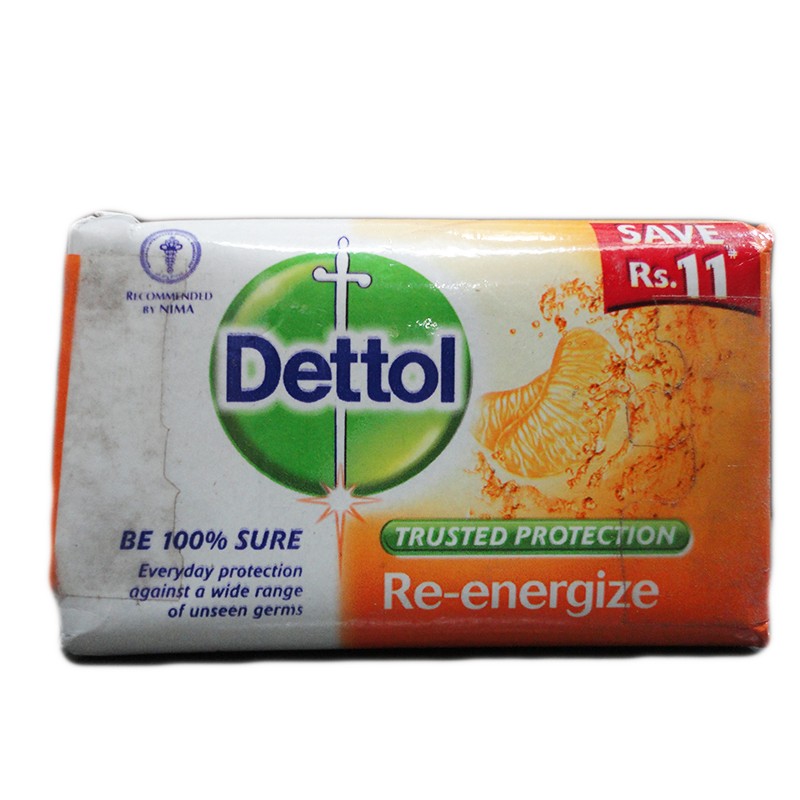 RECOMMENDED
BY NIMA
Dettol
SAVE
Rs.11#
BE 100% SURE
Everyday protection
against a wide range
of unseen germs
TRUSTED PROTECTION
Re-energize